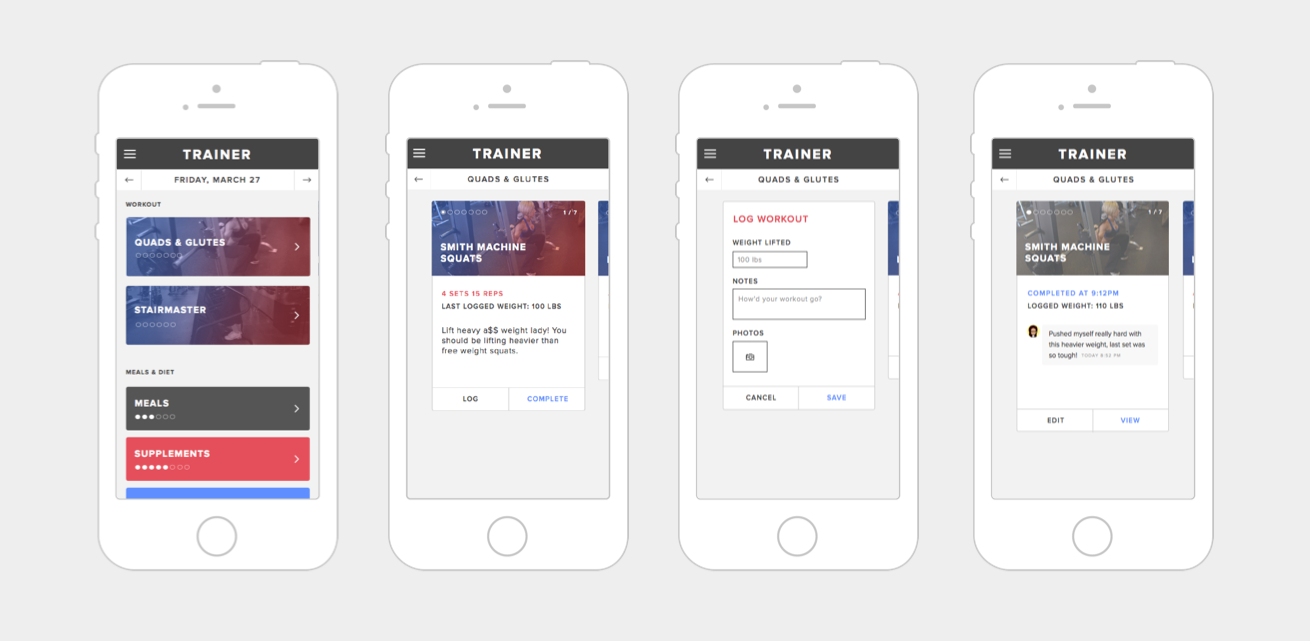 TRAINER
FRIDAY, MARCH 27
WORKOUT
QUADS & GLUTES
STAIRMASTER
MEALS & DIET
MEALS
SUPPLEMENTS
TRAINER
QUADS & GLUTES
1 / 7
SMITH MACHINE
SQUATS
4 SETS 15 REPS
LAST LOGGED WEIGHT: 100 LBS
Lift heavy a$$ weight lady! You
should be lifting heavier than
free weight squats.
LOG
COMPLETE
TRAINER
QUADS & GLUTES
LOG WORKOUT
WEIGHT LIFTED
100 lbs
NOTES
How'd your workout go?
PHOTOS
CANCEL
SAVE
TRAINER
QUADS & GLUTES
1 / 7
SMITH MACHINE
SQUATS
COMPLETED AT 9:12PM
LOGGED WEIGHT: 110 LBS
Pushed myself really hard with
this heavier weight, last set was
so tough! TODAY 8:52 PM
EDIT
VIEW